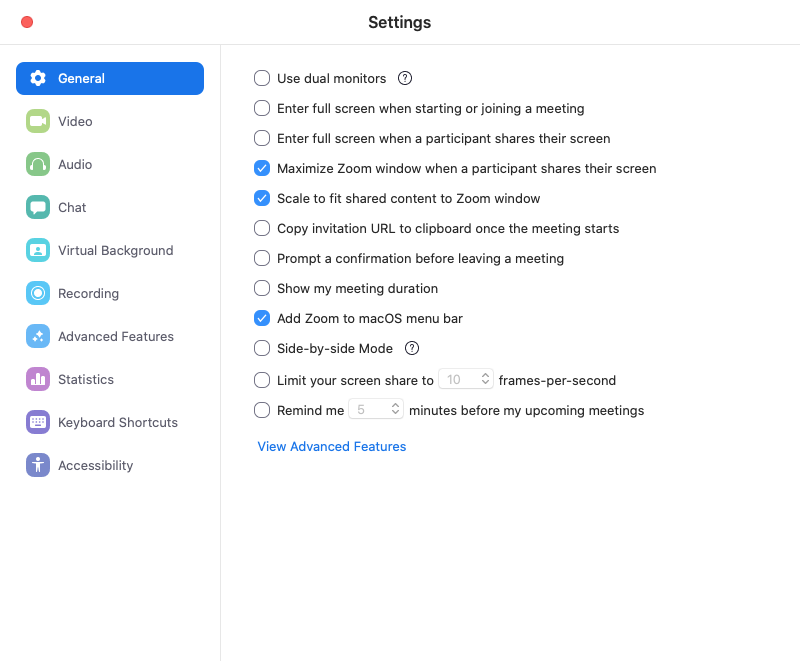 Settings
General
Video
Audio
Chat
Virtual Background
Recording
Advanced Features
Statistics
Keyboard Shortcuts
Accessibility
Use dual monitors ?
Enter full screen when starting or joining a meeting
Enter full screen when a participant shares their screen
Maximize Zoom window when a participant shares their screen
Scale to fit shared content to Zoom window
Copy invitation URL to clipboard once the meeting starts
Prompt a confirmation before leaving a meeting
Show my meeting duration
Add Zoom to macOS menu bar
Side-by-side Mode ?
Limit your screen share to 10 frames-per-second
Remind me 5 minutes before my upcoming meetings
View Advanced Features